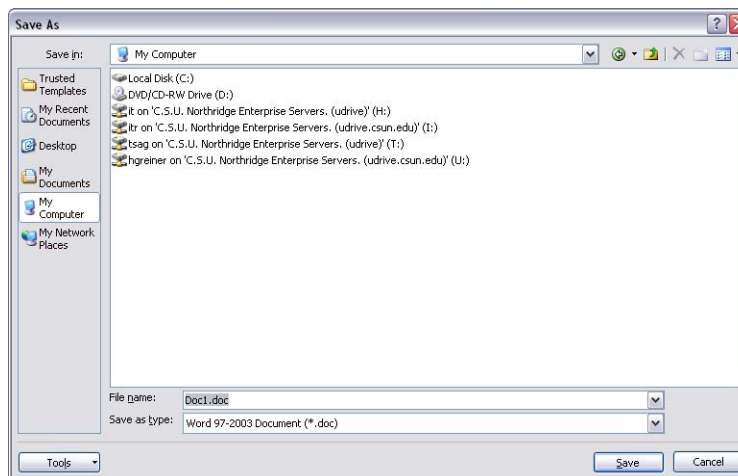 Save As
?
Save in:
My Computer
Trusted
Templates
My Recent
Documents
Desktop
My
Documents
My
Computer
My Network
Places
Local Disk (C:)
DVD/CD-RW Drive (D:)
it on 'C.S.U. Northridge Enterprise Servers. (udrive)' (H:)
itr on 'C.S.U. Northridge Enterprise Servers. (udrive.csun.edu)' (I:)
tsag on 'C.S.U. Northridge Enterprise Servers. (udrive)' (T:)
hgreiner on 'C.S.U. Northridge Enterprise Servers. (udrive.csun.edu)' (U:)
File name:
Doc1.doc
Save as type:
Word 97-2003 Document (*.doc)
Tools
Save
Cancel